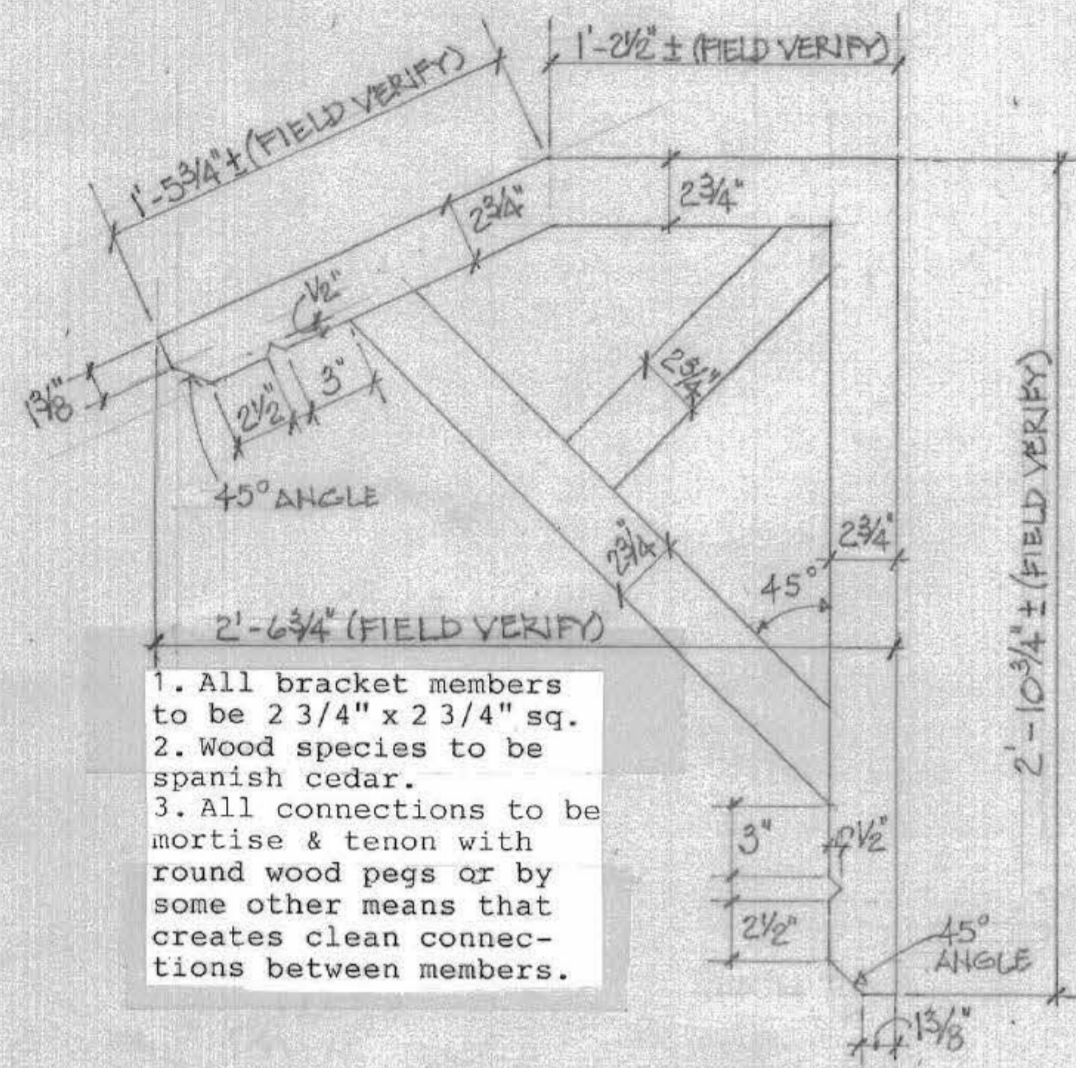 1'-2½" ± (FIELD VERIFY)
1'-5¾" ± (FIELD VERIFY)
2¾"
2¾"
½"
1⅜"
2½"
3"
2¾"
45° ANGLE
2¾"
2¾"
45°
2'-6¾" (FIELD VERIFY)
2'-10¾" ± (FIELD VERIFY)
1. All bracket members
to be 2 3/4" x 2 3/4" sq.
2. Wood species to be
spanish cedar.
3. All connections to be
mortise & tenon with
round wood pegs or by
some other means that
creates clean connec-
tions between members.
3"
½"
2½"
45°
ANGLE
1⅜"